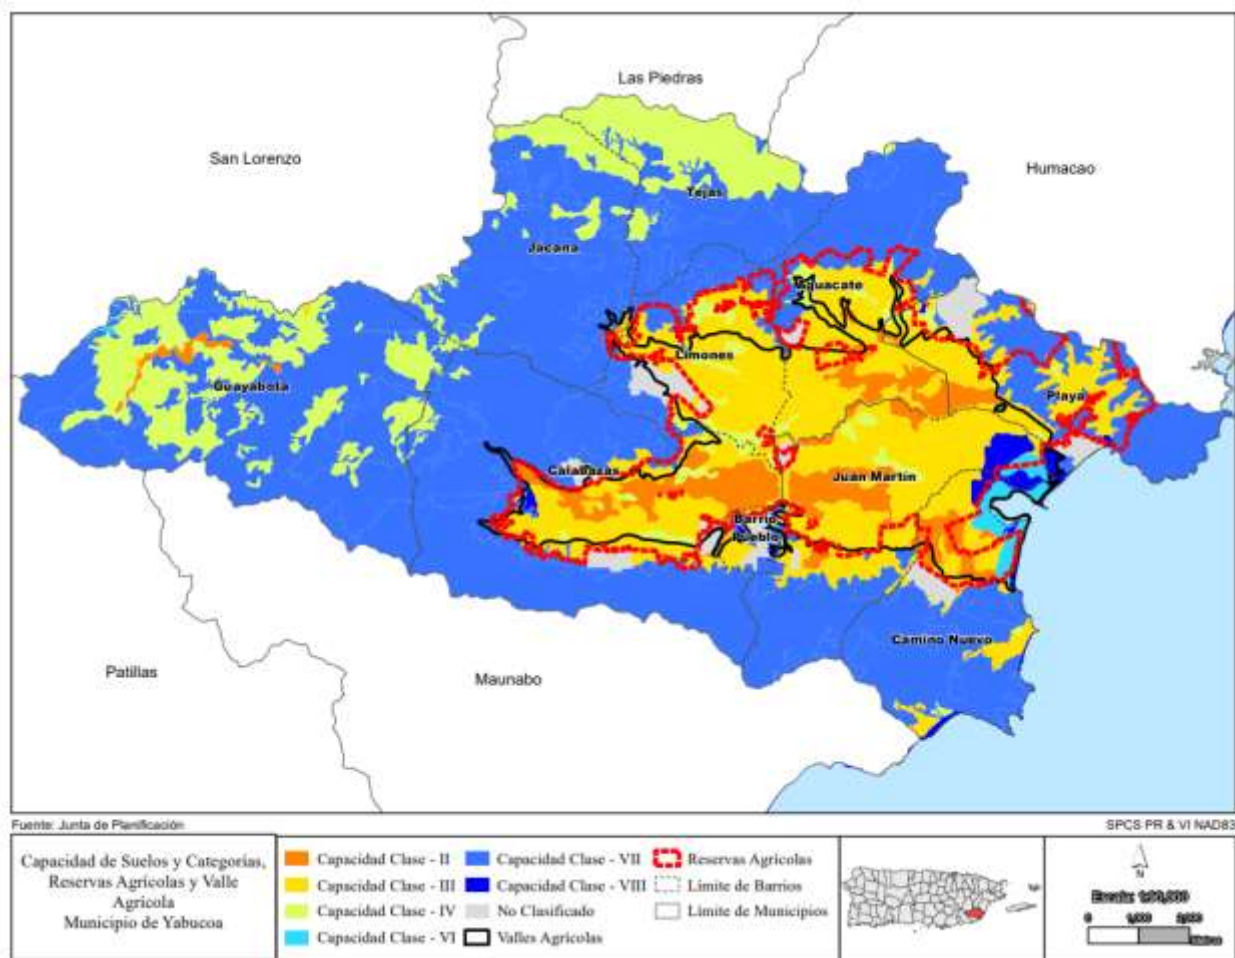 Las Piedras
San Lorenzo
Humacao
Tejas
Jacana
Aguacate
Limones
Guayabota
Playa
Calabazas
Juan Martín
Barrio
Pueblo
Camino Nuevo
Patillas
Maunabo
Fuente: Junta de Planificación
SPCS PR & VI NAD83
Capacidad de Suelos y Categorías,
Reservas Agrícolas y Valle
Agrícola
Municipio de Yabucoa
Capacidad Clase - II
Capacidad Clase - III
Capacidad Clase - IV
Capacidad Clase - VI
Capacidad Clase - VII
Capacidad Clase - VIII
No Clasificado
Valles Agrícolas
Reservas Agrícolas
Límite de Barrios
Límite de Municipios
N
0